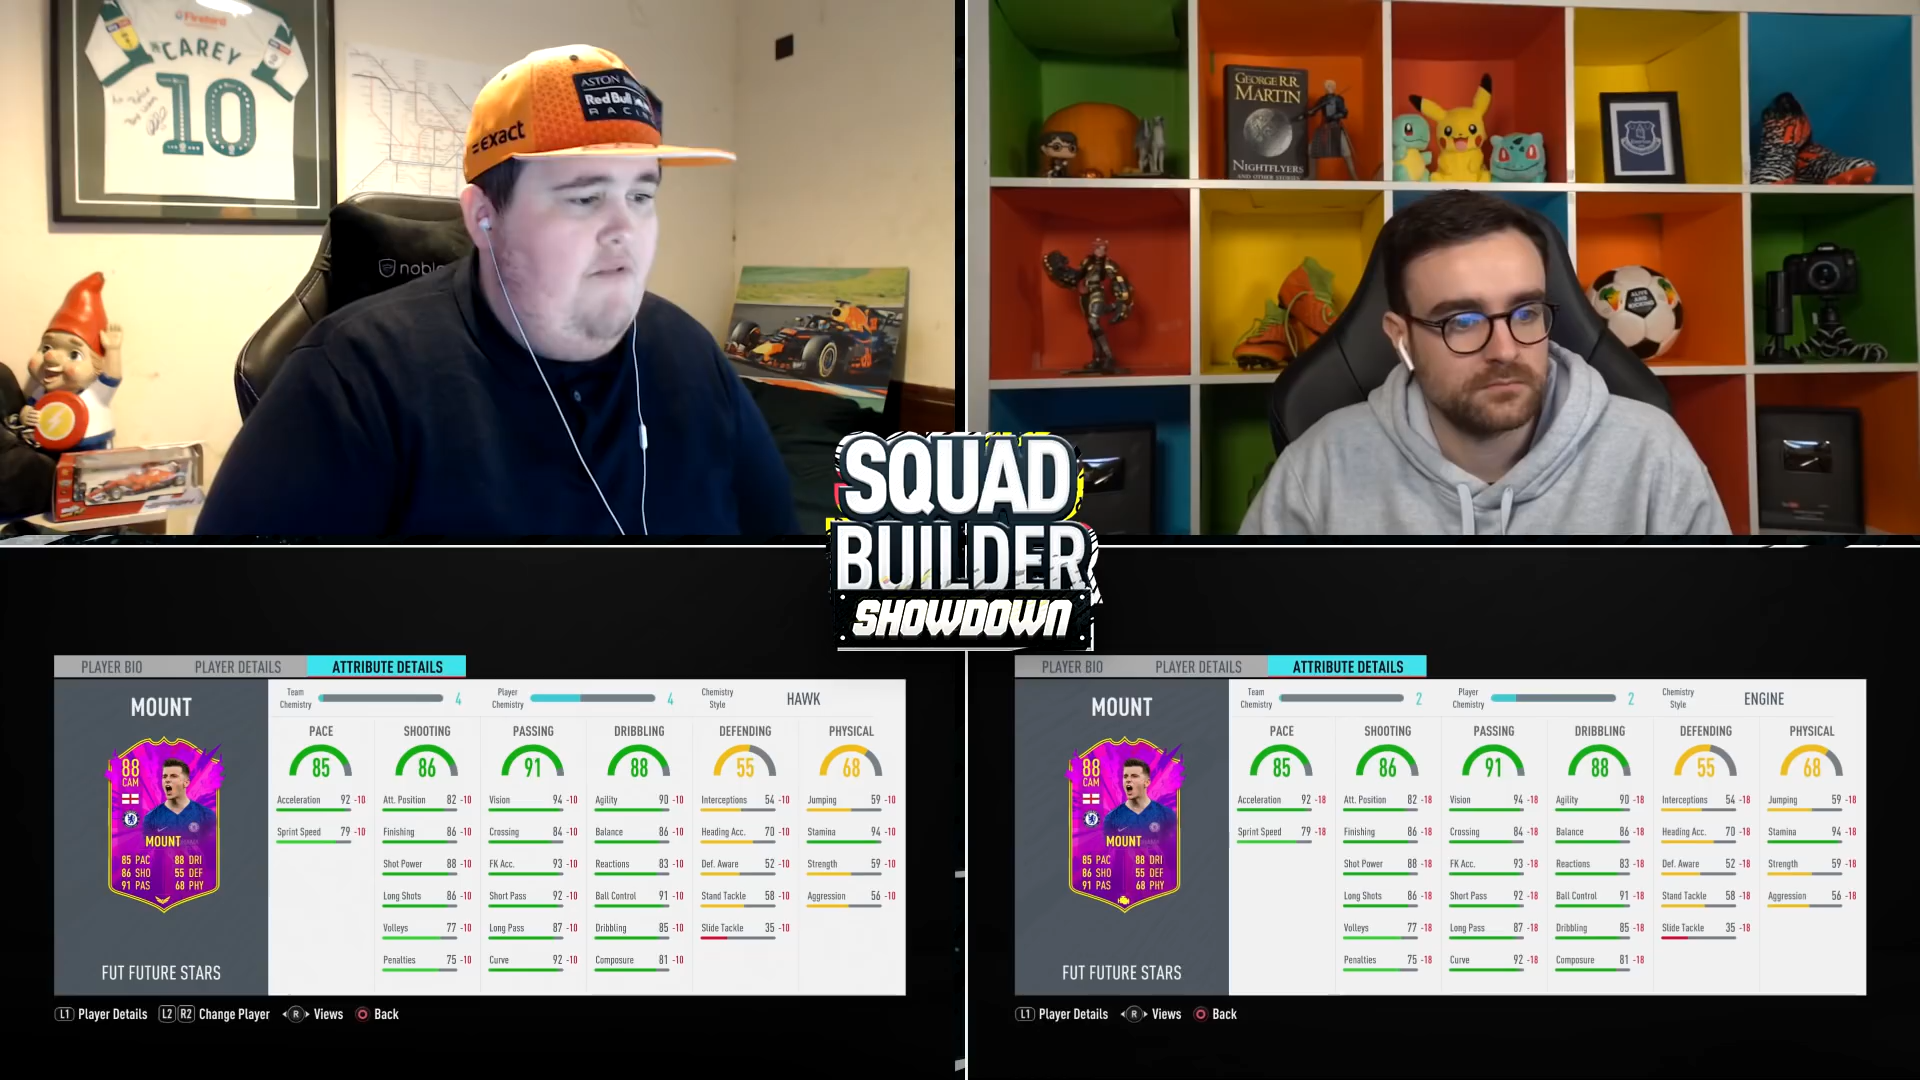 Firebird
CAREY
10
noble
ASTON
Red Bull
RACING
=exact
GEORGE R.R.
MARTIN
NIGHTFLYERS
AND OTHER STORIES
ALIVE
AND
KICKING
SQUAD
BUILDER
SHOWDOWN
PLAYER BIO PLAYER DETAILS ATTRIBUTE DETAILS
MOUNT
88
CAM
MOUNT
85 PAC 88 DRI
86 SHO 55 DEF
91 PAS 68 PHY
FUT FUTURE STARS
Team Chemistry 4 Player Chemistry 4 Chemistry Style HAWK
PACE SHOOTING PASSING DRIBBLING DEFENDING PHYSICAL
85 86 91 88 55 68
Acceleration 92 -10 Att. Position 82 -10 Vision 94 -10 Agility 90 -10 Interceptions 54 -10 Jumping 59 -10
Sprint Speed 79 -10 Finishing 86 -10 Crossing 84 -10 Balance 86 -10 Heading Acc. 70 -10 Stamina 94 -10
Shot Power 88 -10 FK Acc. 93 -10 Reactions 83 -10 Def. Aware 52 -10 Strength 59 -10
Long Shots 86 -10 Short Pass 92 -10 Ball Control 91 -10 Stand Tackle 58 -10 Aggression 56 -10
Volleys 77 -10 Long Pass 87 -10 Dribbling 85 -10 Slide Tackle 35 -10
Penalties 75 -10 Curve 92 -10 Composure 81 -10
L1 Player Details L2 R2 Change Player R Views Back
PLAYER BIO PLAYER DETAILS ATTRIBUTE DETAILS
MOUNT
88
CAM
MOUNT
85 PAC 88 DRI
86 SHO 55 DEF
91 PAS 68 PHY
FUT FUTURE STARS
Team Chemistry 2 Player Chemistry 2 Chemistry Style ENGINE
PACE SHOOTING PASSING DRIBBLING DEFENDING PHYSICAL
85 86 91 88 55 68
Acceleration 92 -18 Att. Position 82 -18 Vision 94 -18 Agility 90 -18 Interceptions 54 -18 Jumping 59 -18
Sprint Speed 79 -18 Finishing 86 -18 Crossing 84 -18 Balance 86 -18 Heading Acc. 70 -18 Stamina 94 -18
Shot Power 88 -18 FK Acc. 93 -18 Reactions 83 -18 Def. Aware 52 -18 Strength 59 -18
Long Shots 86 -18 Short Pass 92 -18 Ball Control 91 -18 Stand Tackle 58 -18 Aggression 56 -18
Volleys 77 -18 Long Pass 87 -18 Dribbling 85 -18 Slide Tackle 35 -18
Penalties 75 -18 Curve 92 -18 Composure 81 -18
L1 Player Details R Views Back